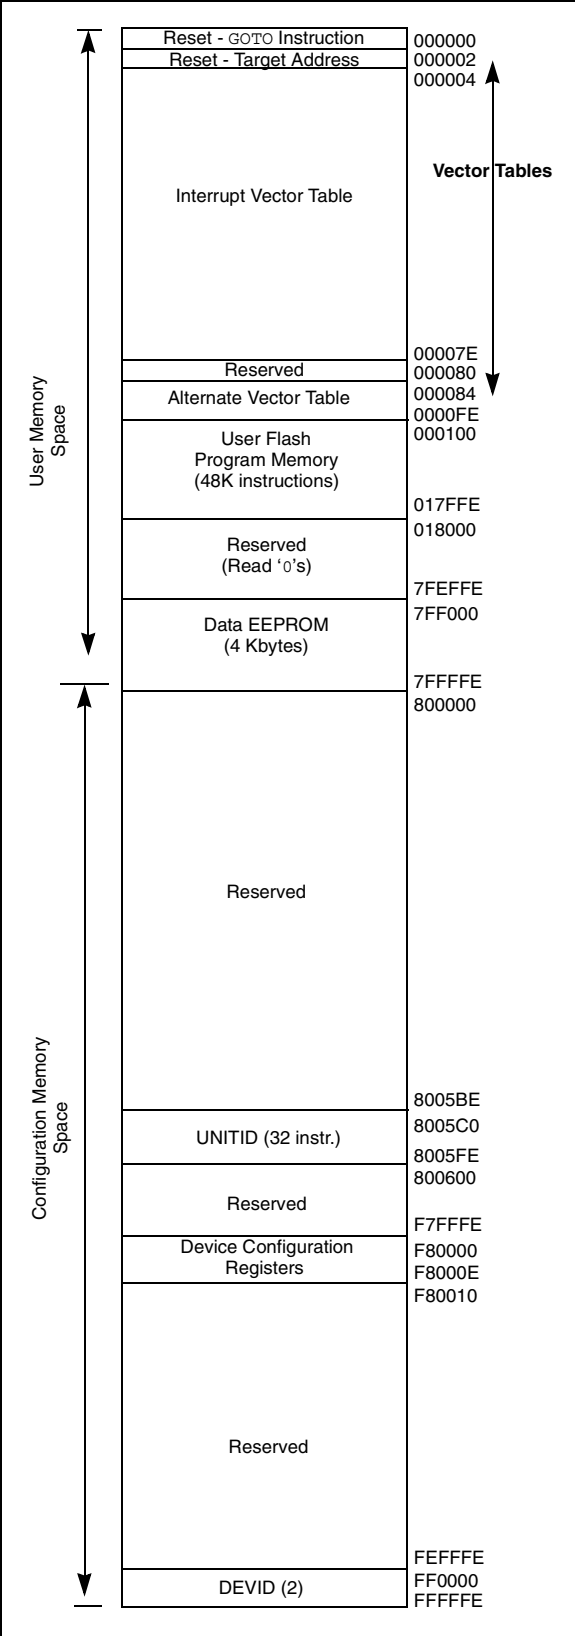 Reset - GOTO Instruction
000000
Reset - Target Address
000002
000004
Vector Tables
Interrupt Vector Table
00007E
Reserved
000080
Alternate Vector Table
000084
0000FE
User Memory
Space
User Flash
Program Memory
(48K instructions)
000100
017FFE
018000
Reserved
(Read ‘0’s)
7FEFFE
7FF000
Data EEPROM
(4 Kbytes)
7FFFFE
800000
Reserved
Configuration Memory
Space
8005BE
8005C0
UNITID (32 instr.)
8005FE
800600
Reserved
F7FFFE
Device Configuration
Registers
F80000
F8000E
F80010
Reserved
FEFFFE
DEVID (2)
FF0000
FFFFFE